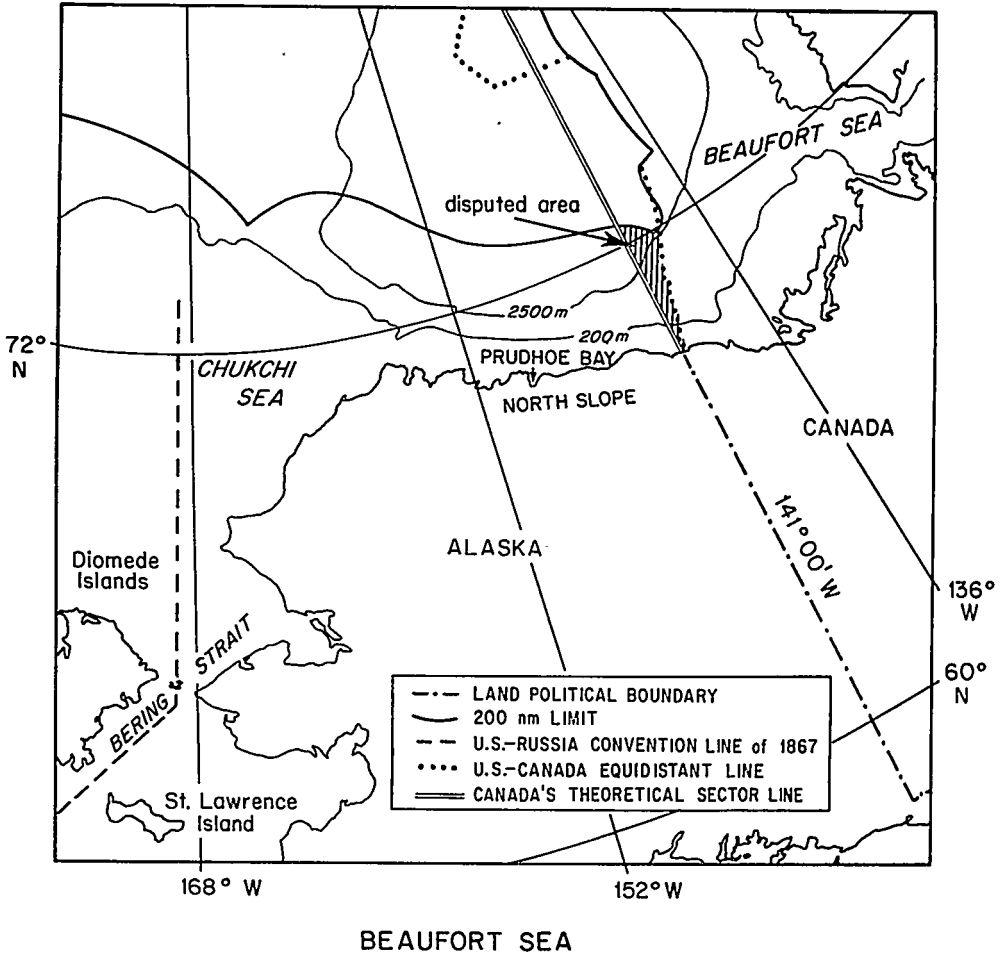 BEAUFORT SEA
disputed area
2500 m
200 m
72°
N
CHUKCHI
SEA
PRUDHOE BAY
NORTH SLOPE
CANADA
141°00' W
ALASKA
Diomede
Islands
136°
W
BERING STRAIT
60°
N
LAND POLITICAL BOUNDARY
200 nm LIMIT
U.S.-RUSSIA CONVENTION LINE of 1867
U.S.-CANADA EQUIDISTANT LINE
CANADA'S THEORETICAL SECTOR LINE
St. Lawrence
Island
168° W
152° W
BEAUFORT SEA